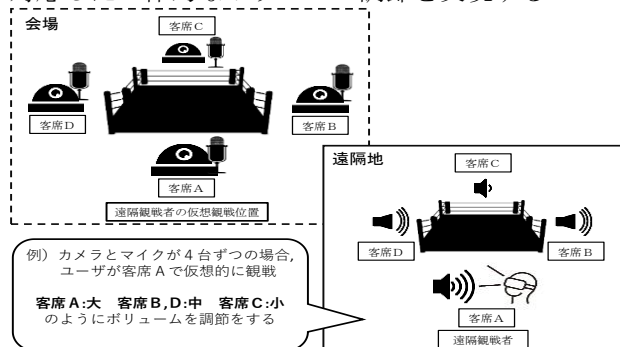 会場
客席C
客席D
客席B
客席A
遠隔観戦者の仮想観戦位置
遠隔地
客席C
客席D
客席B
客席A
遠隔観戦者
例）カメラとマイクが４台ずつの場合,
ユーザが客席Aで仮想的に観戦
客席A:大　客席B,D:中　客席C:小
のようにボリュームを調節をする